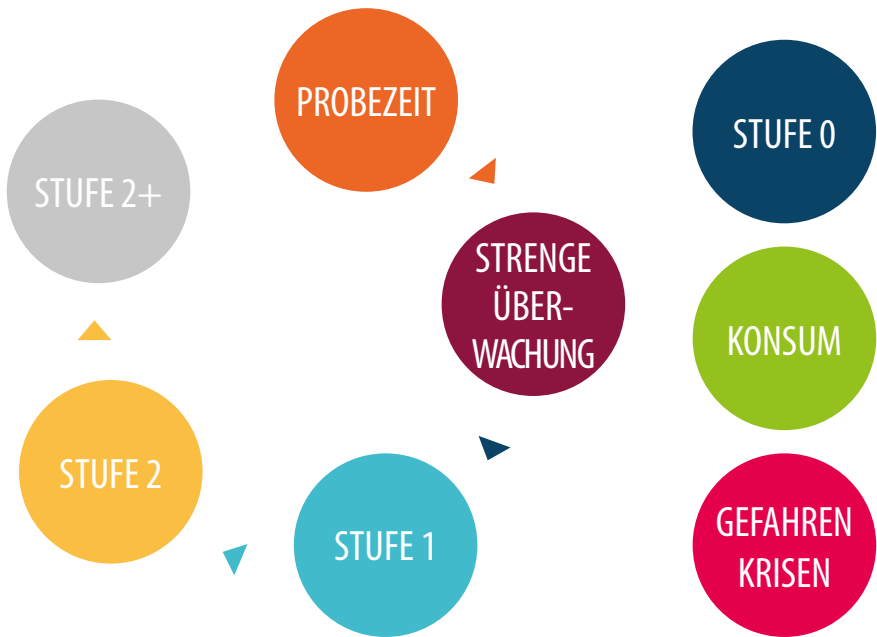 PROBEZEIT
STUFE 0
STUFE 2+
STRENGE
ÜBER-
WACHUNG
KONSUM
STUFE 2
STUFE 1
GEFAHREN
KRISEN